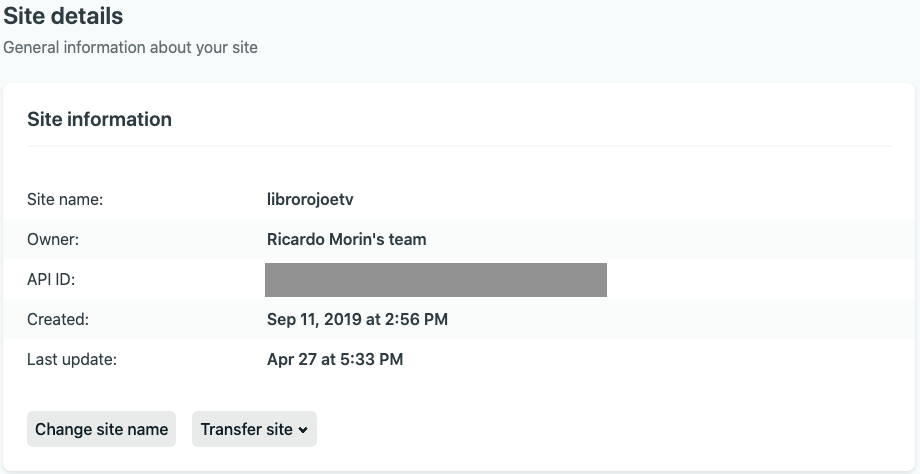 Site details
General information about your site
Site information
Site name: librorojoetv
Owner: Ricardo Morin's team
API ID:
Created: Sep 11, 2019 at 2:56 PM
Last update: Apr 27 at 5:33 PM
Change site name Transfer site